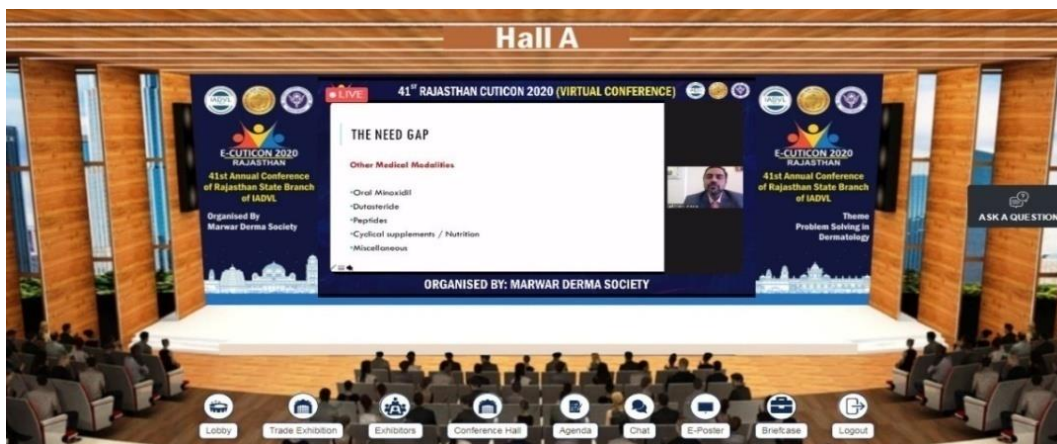 Hall A
LIVE
41ST RAJASTHAN CUTICON 2020 (VIRTUAL CONFERENCE)
IADVL
E-CUTICON 2020
RAJASTHAN
41st Annual Conference
of Rajasthan State Branch
of IADVL
Organised By
Marwar Derma Society
THE NEED GAP
Other Medical Modalities
•Oral Minoxidil
•Dutasteride
•Peptides
•Cyclical supplements / Nutrition
•Miscellaneous
ORGANISED BY: MARWAR DERMA SOCIETY
IADVL
E-CUTICON 2020
RAJASTHAN
41st Annual Conference
of Rajasthan State Branch
of IADVL
Theme
Problem Solving in
Dermatology
ASK A QUESTION
Lobby
Trade Exhibition
Exhibitors
Conference Hall
Agenda
Chat
E-Poster
Briefcase
Logout